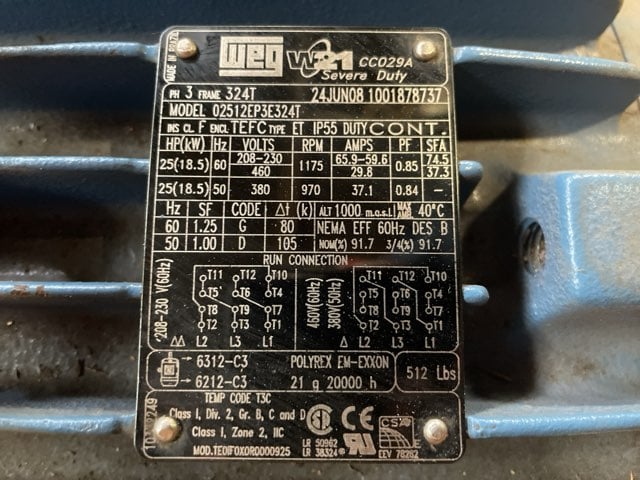 MADE IN BRAZIL
WEG W21 CC029A
Severe Duty
PH 3 FRAME 324T 24JUN08 1001878737
MODEL 02512EP3E324T
INS CL. F ENCL TEFC TYPE ET IP55 DUTY CONT.
HP(kW) Hz VOLTS RPM AMPS PF SFA
25(18.5) 60 208-230 1175 65.9-59.6 0.85 74.5
460 29.8 37.3
25(18.5) 50 380 970 37.1 0.84 –
Hz SF CODE Δt (k) ALT 1000 m.a.s.l. MAX. AMB. 40°C
60 1.25 G 80 NEMA EFF 60Hz DES B
50 1.00 D 105 NOM(%) 91.7 3/4(%) 91.7
RUN CONNECTION
208-230 V(60Hz)
T11 T12 T10
T5 T6 T4
T8 T9 T7
T2 T3 T1
ΔΔ L2 L3 L1
460V(60Hz)
380V(50Hz)
T11 T12 T10
T5 T6 T4
T8 T9 T7
T2 T3 T1
Δ L2 L3 L1
6312-C3 POLYREX EM-EXXON
6212-C3 21 g 20000 h
512 Lbs
TEMP CODE T3C
Class I, Div. 2, Gr. B, C and D
Class I, Zone 2, IIC
MOD.TE01F0X0R0000925
LR 50962
LR 38324
CE
EEV 78282